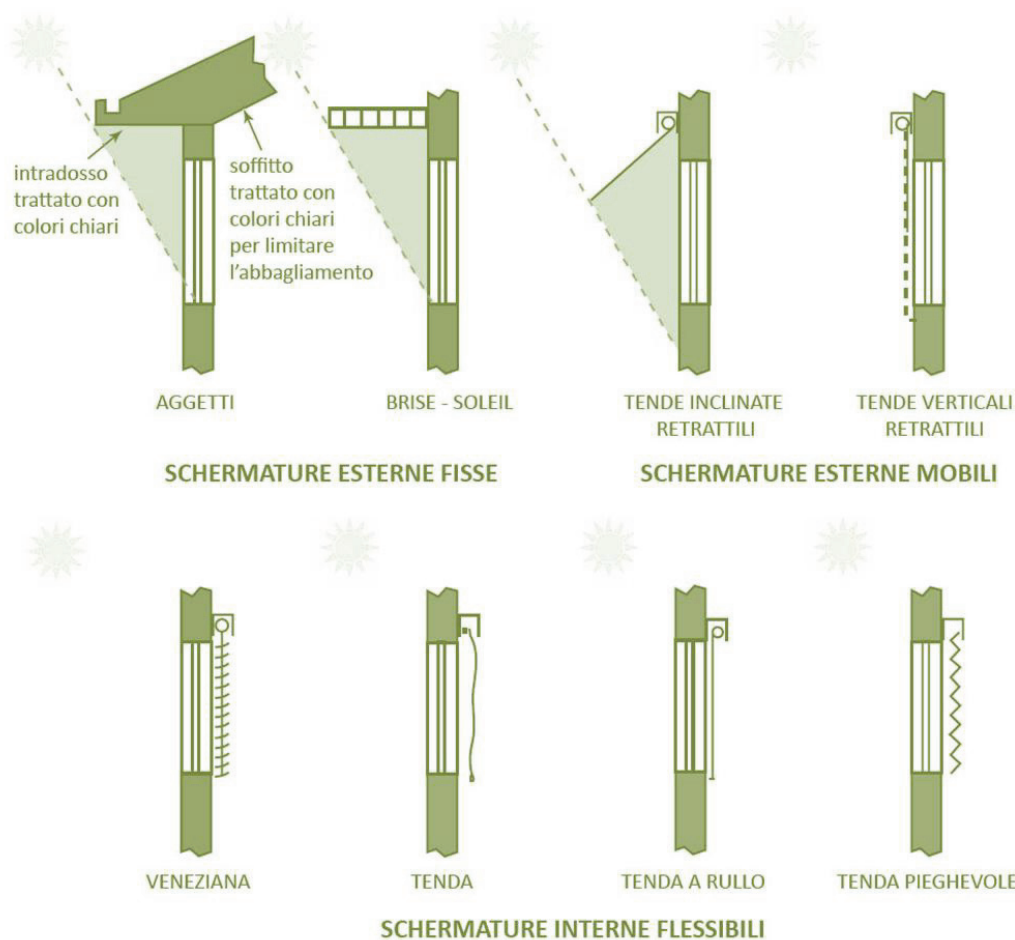 intradosso
trattato con
colori chiari
soffitto
trattato con
colori chiari
per limitare
l'abbagliamento
AGGETTI
BRISE - SOLEIL
TENDE INCLINATE
RETRATTILI
TENDE VERTICALI
RETRATTILI
SCHERMATURE ESTERNE FISSE
SCHERMATURE ESTERNE MOBILI
VENEZIANA
TENDA
TENDA A RULLO
TENDA PIEGHEVOLE
SCHERMATURE INTERNE FLESSIBILI